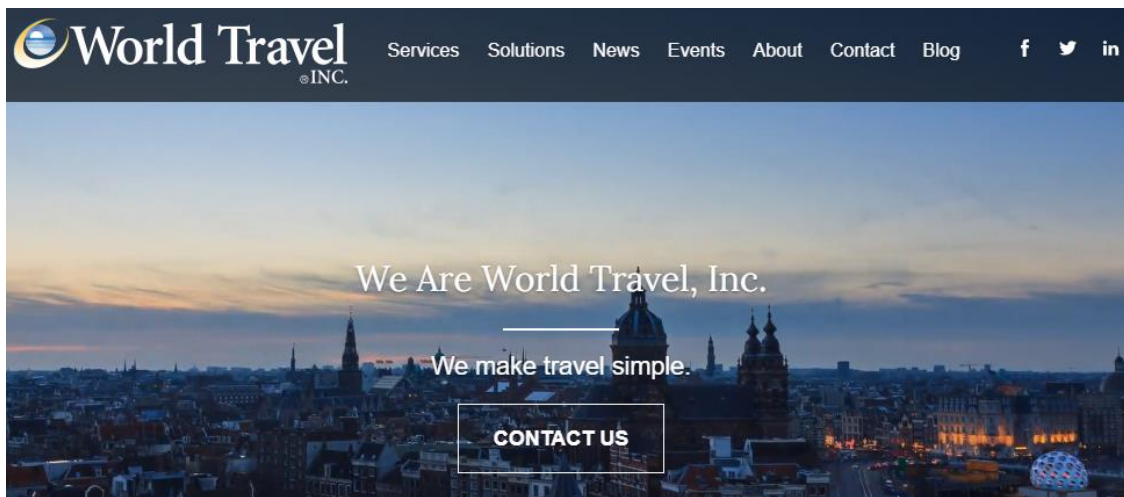 World Travel
®INC.
Services Solutions News Events About Contact Blog
We Are World Travel, Inc.
We make travel simple.
CONTACT US